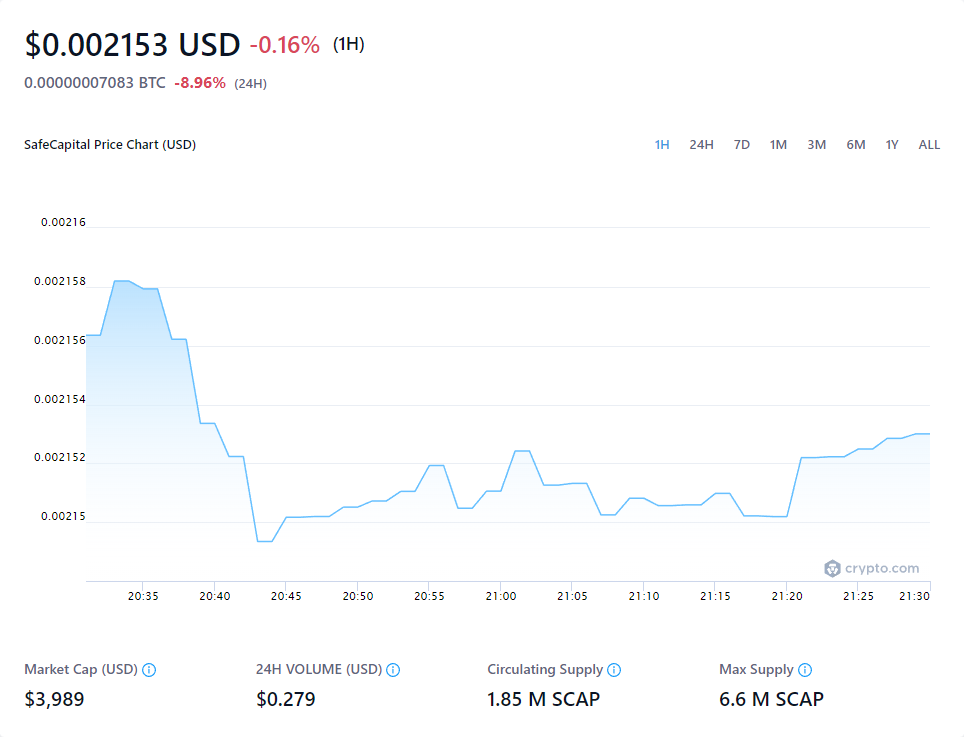 $0.002153 USD -0.16% (1H)
0.00000007083 BTC -8.96% (24H)
SafeCapital Price Chart (USD) 1H 24H 7D 1M 3M 6M 1Y ALL
0.00216
0.002158
0.002156
0.002154
0.002152
0.00215
crypto.com
20:35 20:40 20:45 20:50 20:55 21:00 21:05 21:10 21:15 21:20 21:25 21:30
Market Cap (USD) 24H VOLUME (USD) Circulating Supply Max Supply
$3,989 $0.279 1.85 M SCAP 6.6 M SCAP